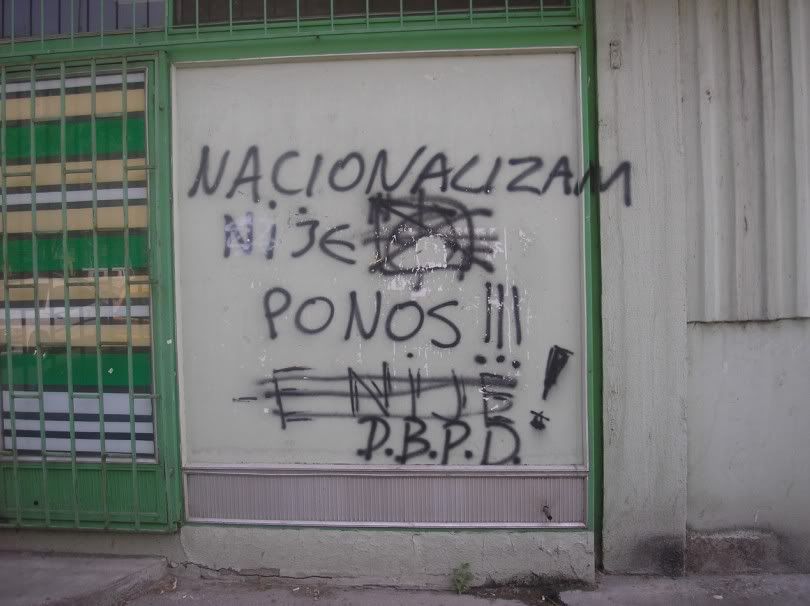 NACIONALIZAM
NIJE
PONOS!!!
E NIJE!
D.B.P.D.